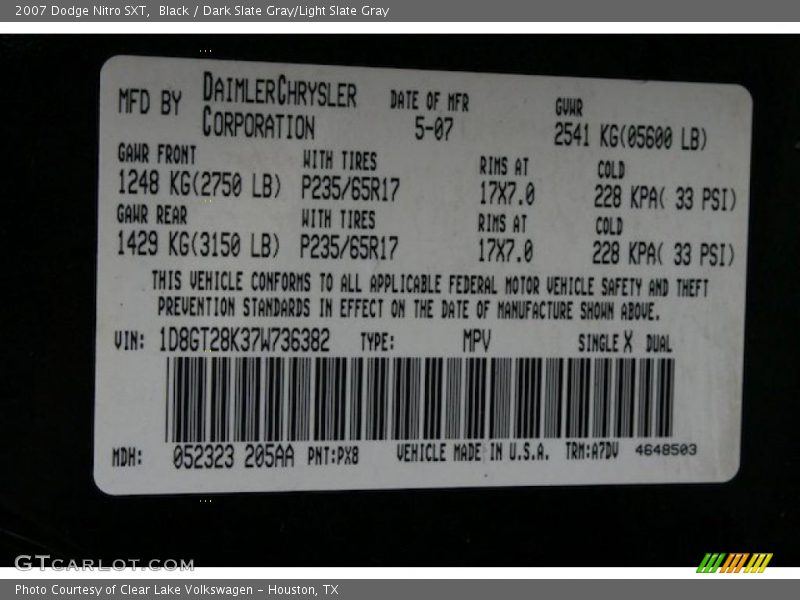 2007 Dodge Nitro SXT,  Black / Dark Slate Gray/Light Slate Gray
MFD BY DAIMLERCHRYSLER CORPORATION DATE OF MFR 5-07 GVWR 2541 KG(05600 LB)
GAWR FRONT WITH TIRES RIMS AT COLD
1248 KG(2750 LB) P235/65R17 17X7.0 228 KPA( 33 PSI)
GAWR REAR WITH TIRES RIMS AT COLD
1429 KG(3150 LB) P235/65R17 17X7.0 228 KPA( 33 PSI)
THIS VEHICLE CONFORMS TO ALL APPLICABLE FEDERAL MOTOR VEHICLE SAFETY AND THEFT
PREVENTION STANDARDS IN EFFECT ON THE DATE OF MANUFACTURE SHOWN ABOVE.
VIN: 1D8GT28K37W736382 TYPE: MPV SINGLE X DUAL
MDH: 052323 205AA PNT:PX8 VEHICLE MADE IN U.S.A. TRM:A7DV 4648503
GTCARLOT.COM
Photo Courtesy of Clear Lake Volkswagen - Houston, TX